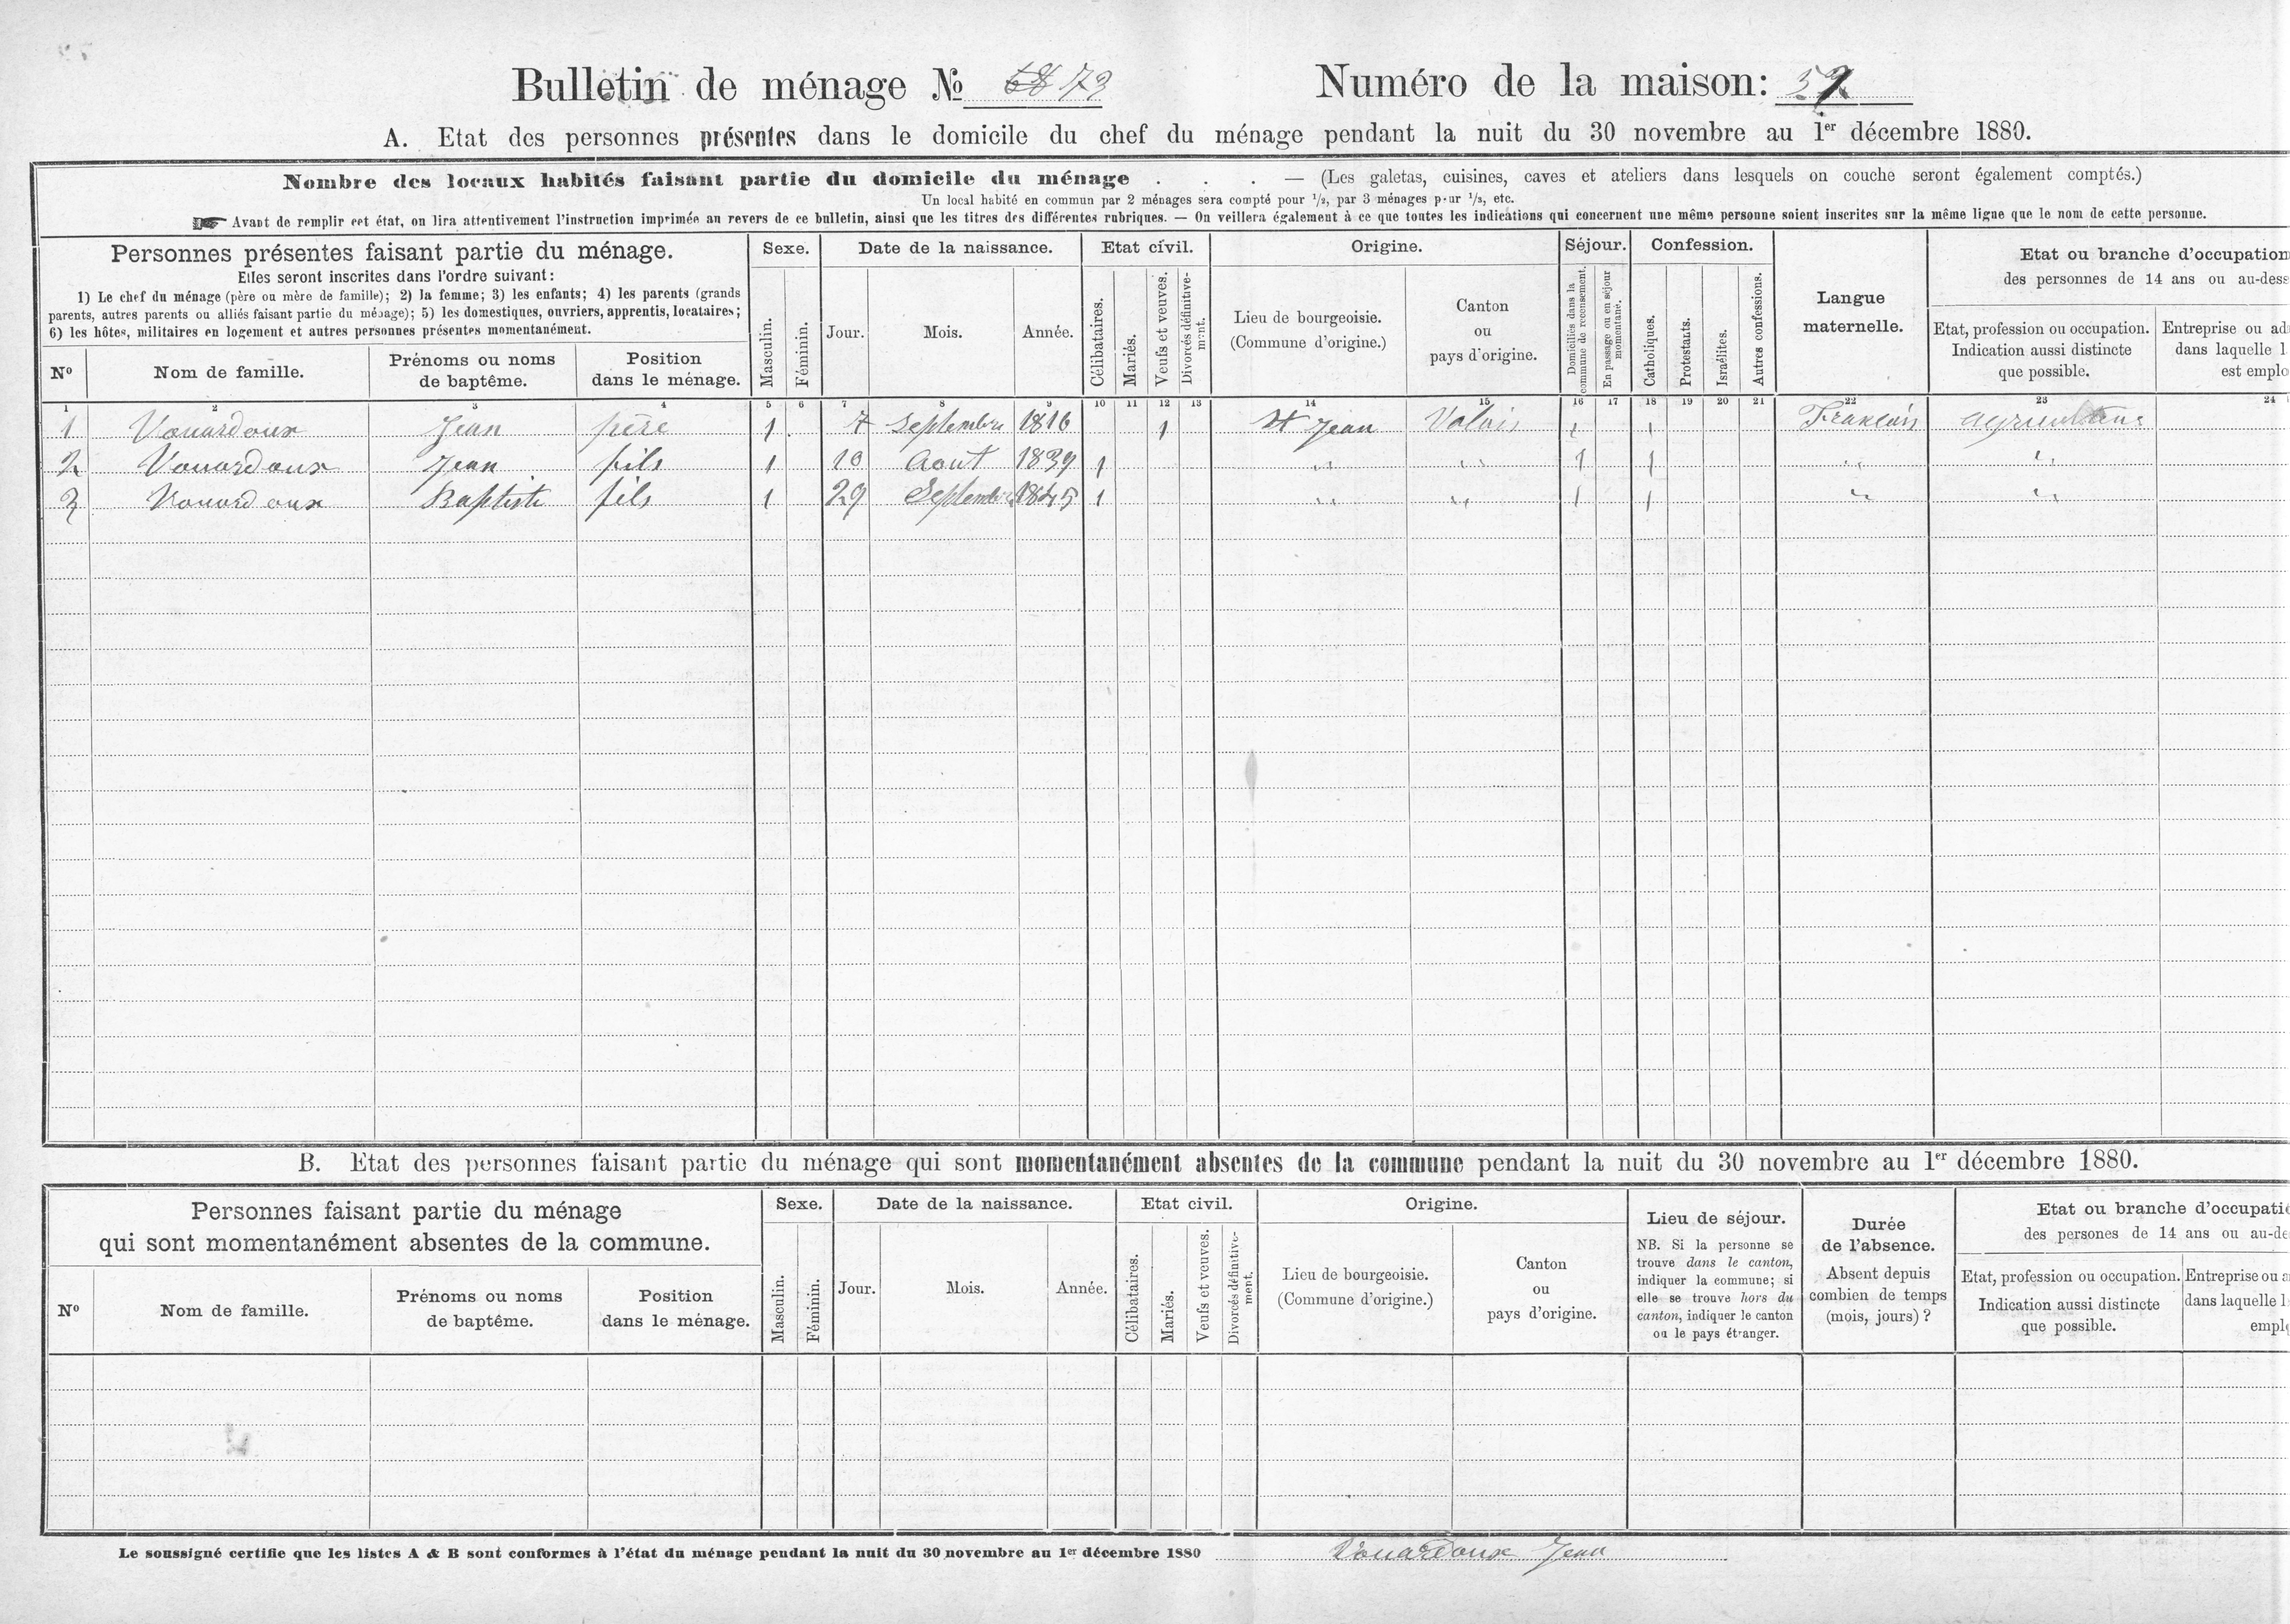 Bulletin de ménage № 73
Numéro de la maison:
A. Etat des personnes présentes dans le domicile du chef du ménage pendant la nuit du 30 novembre au 1er décembre 1880.
Nombre des locaux habités faisant partie du domicile du ménage . . . — (Les galetas, cuisines, caves et ateliers dans lesquels on couche seront également comptés.)
Un local habité en commun par 2 ménages sera compté pour 1/2, par 3 ménages pour 1/3, etc.
☞ Avant de remplir cet état, on lira attentivement l'instruction imprimée au revers de ce bulletin, ainsi que les titres des différentes rubriques. — On veillera également à ce que toutes les indications qui concernent une même personne soient inscrites sur la même ligne que le nom de cette personne.
Personnes présentes faisant partie du ménage.
Elles seront inscrites dans l'ordre suivant:
1) Le chef du ménage (père ou mère de famille); 2) la femme; 3) les enfants; 4) les parents (grands
parents, autres parents ou alliés faisant partie du ménage); 5) les domestiques, ouvriers, apprentis, locataires;
6) les hôtes, militaires en logement et autres personnes présentes momentanément.
Nº
Nom de famille.
Prénoms ou noms
de baptême.
Position
dans le ménage.
Sexe.
Masculin.
Féminin.
Date de la naissance.
Jour.
Mois.
Année.
Etat civil.
Célibataires.
Mariés.
Veufs et veuves.
Divorcés définitive-
ment.
Origine.
Lieu de bourgeoisie.
(Commune d'origine.)
Canton
ou
pays d'origine.
Séjour.
Domiciliés dans la
commune de recensement.
En passage ou en séjour
momentané.
Confession.
Catholiques.
Protestants.
Israélites.
Autres confessions.
Langue
maternelle.
Etat ou branche d'occupation
des personnes de 14 ans ou au-dess
Etat, profession ou occupation.
Indication aussi distincte
que possible.
Entreprise ou ad
dans laquelle l
est emplo
1 2 3 4 5 6 7 8 9 10 11 12 13 14 15 16 17 18 19 20 21 22 23 24
1 Vouardoux Jean père 1 7 Septembre 1816 1 St Jean Valais 1 1 Français agriculteur
2 Vouardoux Jean fils 1 10 Aout 1839 1 " " 1 1 " "
3 Vouardoux Baptiste fils 1 29 Septembre 1845 1 " " 1 1 " "
B. Etat des personnes faisant partie du ménage qui sont momentanément absentes de la commune pendant la nuit du 30 novembre au 1er décembre 1880.
Personnes faisant partie du ménage
qui sont momentanément absentes de la commune.
Nº
Nom de famille.
Prénoms ou noms
de baptême.
Position
dans le ménage.
Sexe.
Masculin.
Féminin.
Date de la naissance.
Jour.
Mois.
Année.
Etat civil.
Célibataires.
Mariés.
Veufs et veuves.
Divorcés définitive-
ment.
Origine.
Lieu de bourgeoisie.
(Commune d'origine.)
Canton
ou
pays d'origine.
Lieu de séjour.
NB. Si la personne se
trouve dans le canton,
indiquer la commune; si
elle se trouve hors du
canton, indiquer le canton
ou le pays étranger.
Durée
de l'absence.
Absent depuis
combien de temps
(mois, jours) ?
Etat ou branche d'occupati
des persones de 14 ans ou au-de
Etat, profession ou occupation.
Indication aussi distincte
que possible.
Entreprise ou a
dans laquelle l
empl
Le soussigné certifie que les listes A & B sont conformes à l'état du ménage pendant la nuit du 30 novembre au 1er décembre 1880 Vouardoux Jean